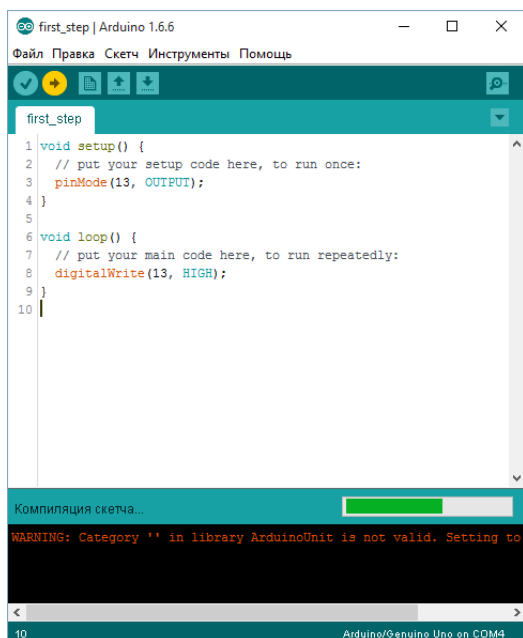 first_step | Arduino 1.6.6
Файл Правка Скетч Инструменты Помощь
first_step
1 void setup() {
2 // put your setup code here, to run once:
3 pinMode(13, OUTPUT);
4 }
5
6 void loop() {
7 // put your main code here, to run repeatedly:
8 digitalWrite(13, HIGH);
9 }
10
Компиляция скетча...
WARNING: Category '' in library ArduinoUnit is not valid. Setting to
10 Arduino/Genuino Uno on COM4